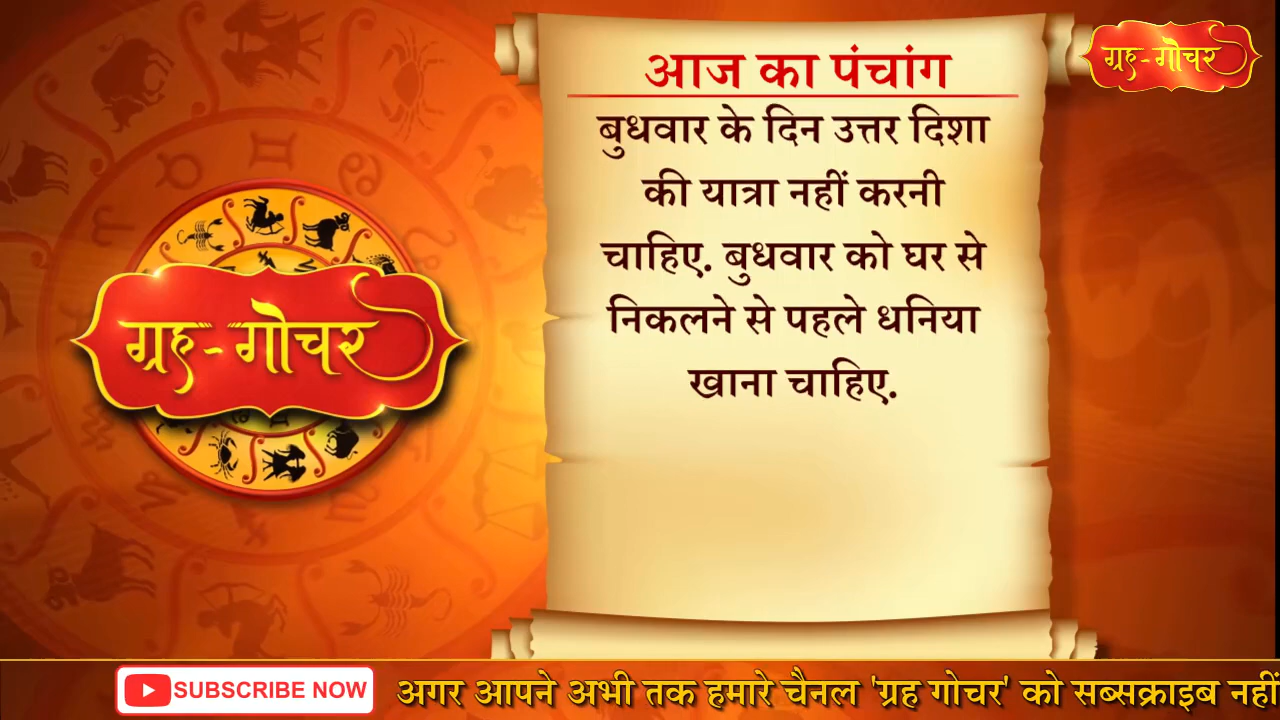 आज का पंचांग
ग्रह-गोचर
बुधवार के दिन उत्तर दिशा
की यात्रा नहीं करनी
चाहिए. बुधवार को घर से
निकलने से पहले धनिया
खाना चाहिए.
ग्रह-गोचर
SUBSCRIBE NOW
अगर आपने अभी तक हमारे चैनल 'ग्रह गोचर' को सब्सक्राइब नहीं